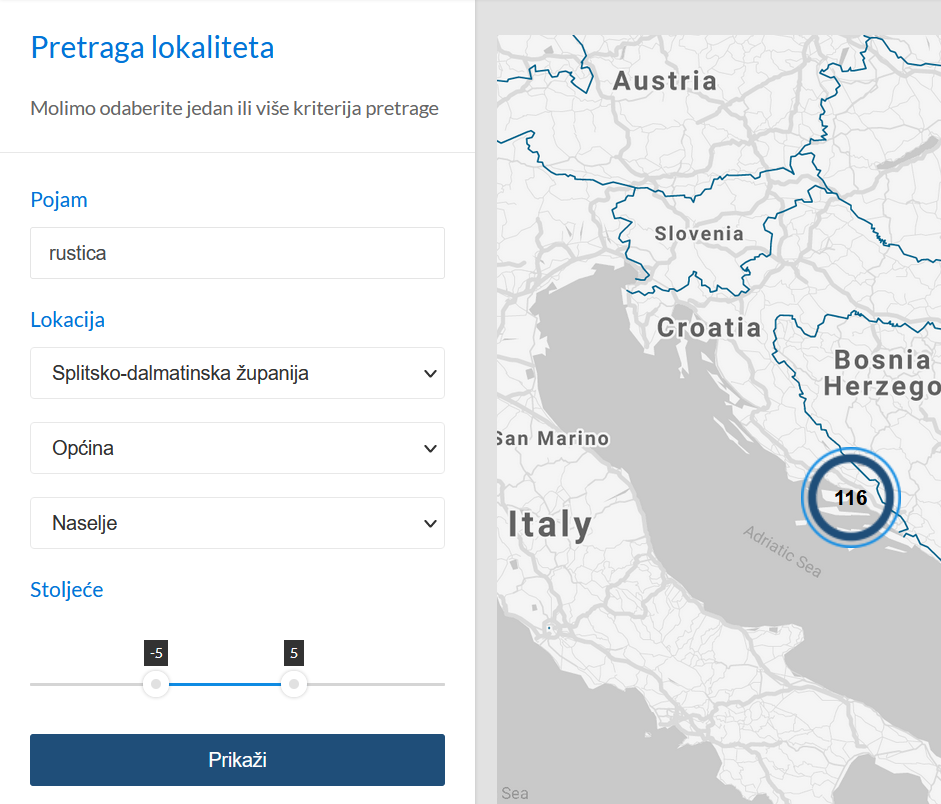 Pretraga lokaliteta
Molimo odaberite jedan ili više kriterija pretrage
Pojam
rustica
Lokacija
Splitsko-dalmatinska županija
Općina
Naselje
Stoljeće
-5 5
Prikaži
Austria
Slovenia
Croatia
Bosnia
Herzego
San Marino
116
Italy
Adriatic Sea
Sea